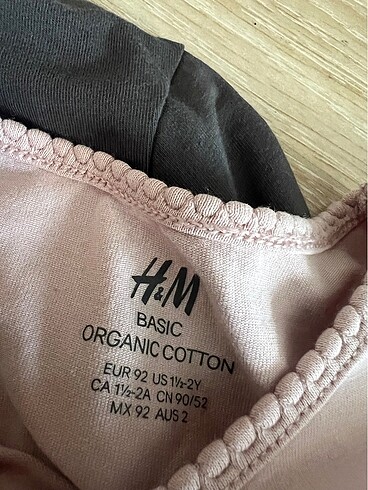 H&M
BASIC
ORGANIC COTTON
EUR 92 US 1½-2Y
CA 1½-2A CN 90/52
MX 92 AUS 2